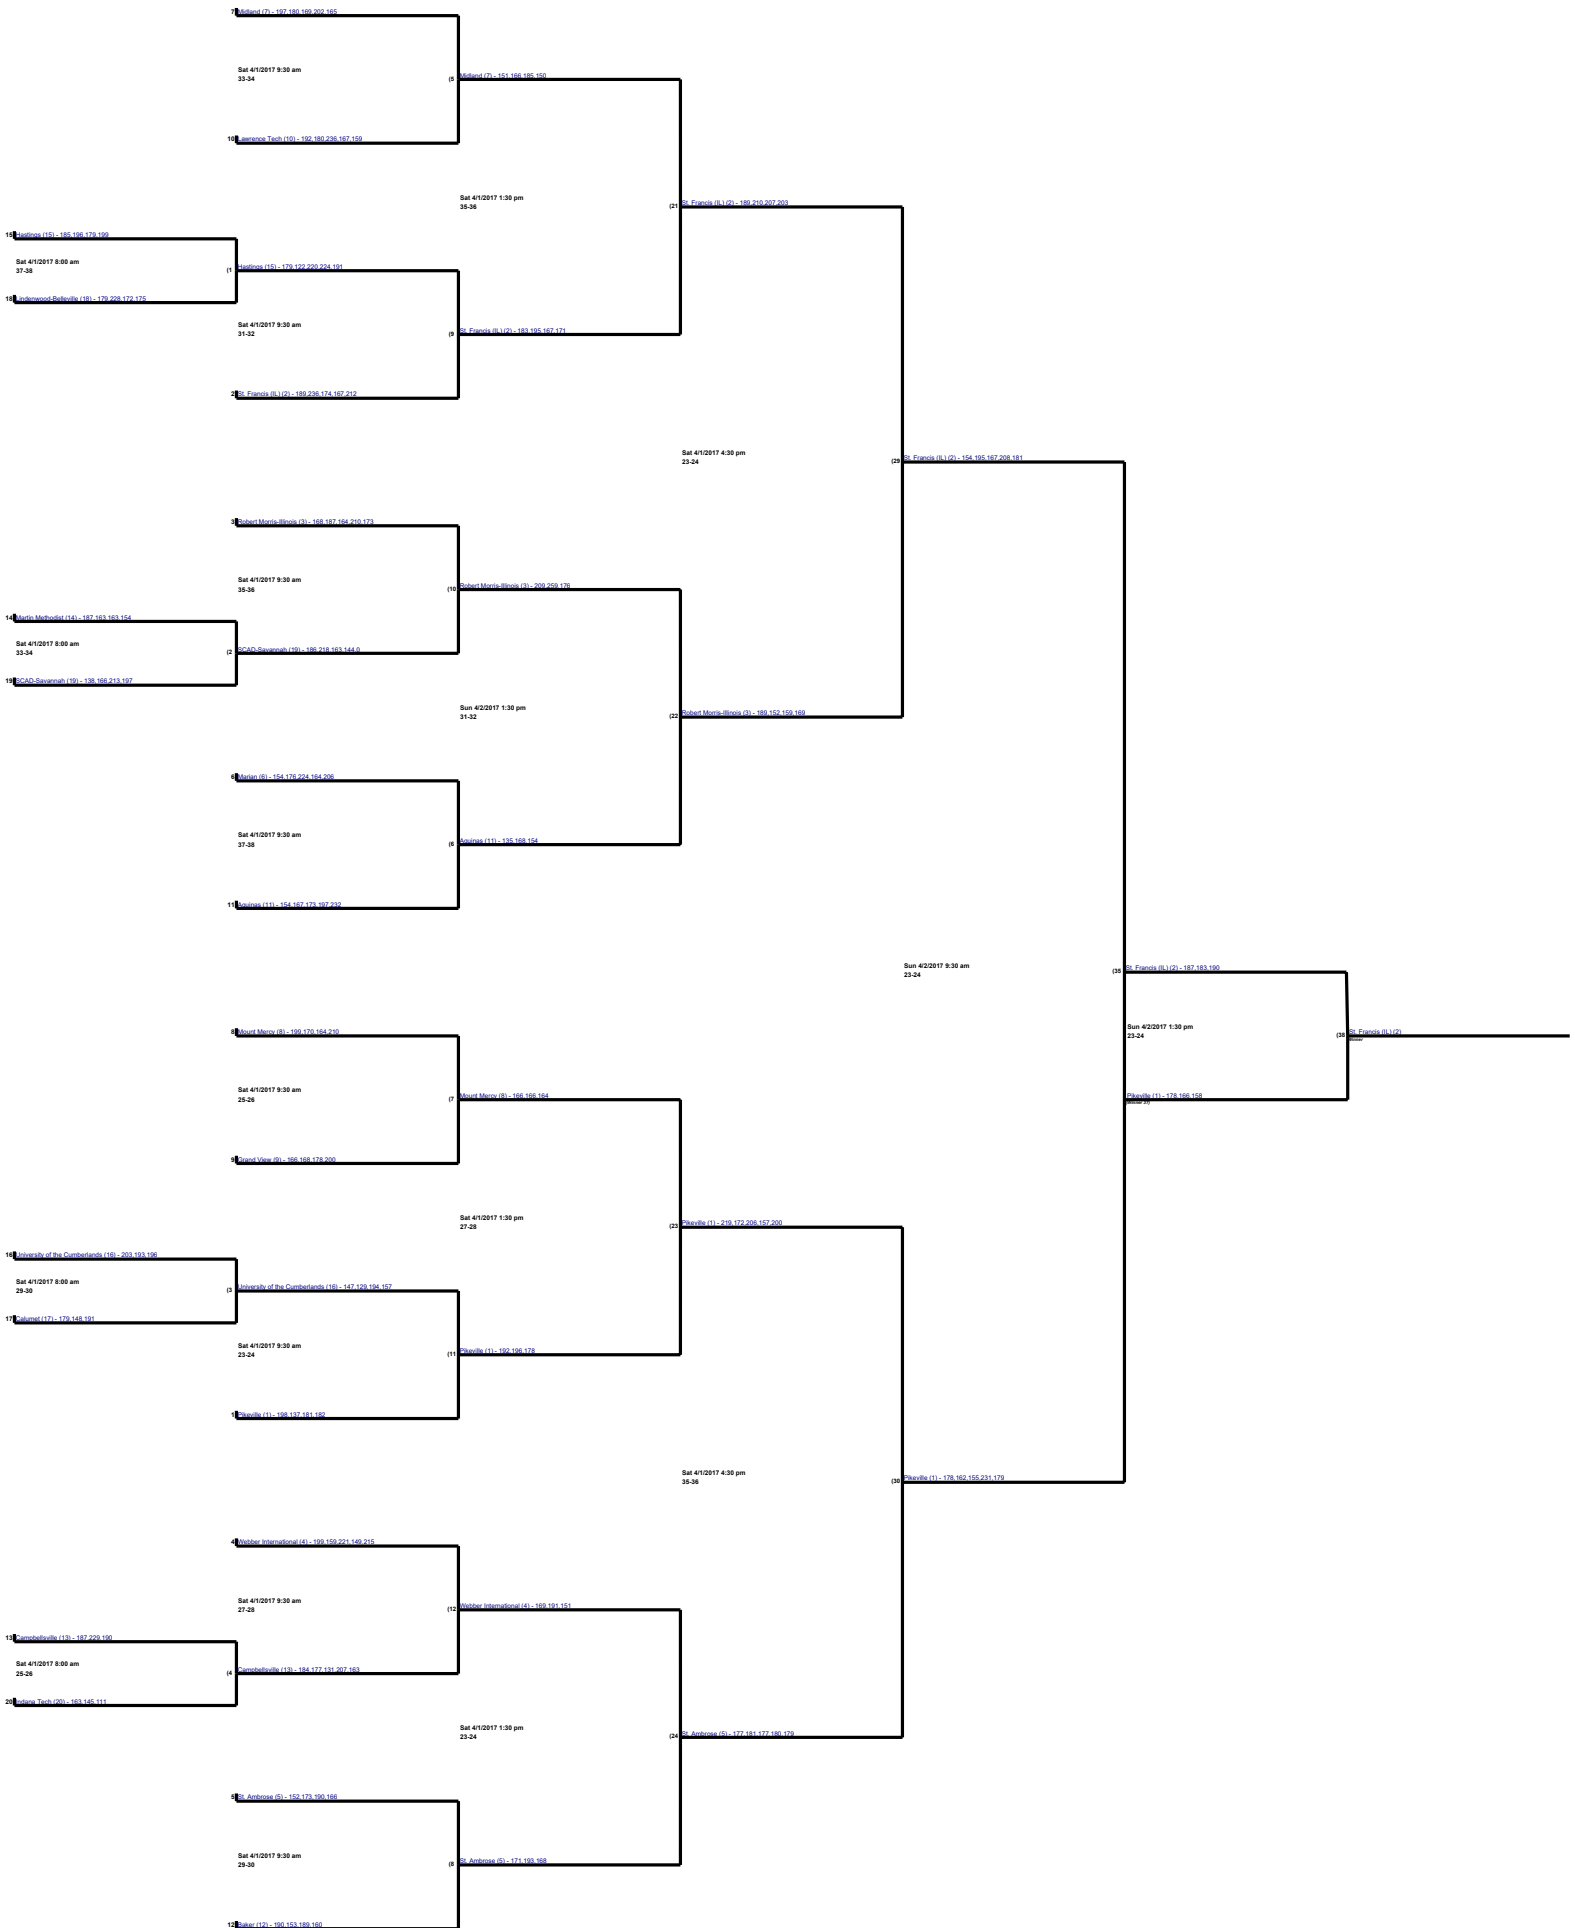 7 Midland (7) - 197,180,169,202,165
Sat 4/1/2017 9:30 am
33-34
(5
Midland (7) - 151,166,185,150
10 Lawrence Tech (10) - 192,180,236,167,159
Sat 4/1/2017 1:30 pm
35-36
(21
St. Francis (IL) (2) - 189,210,207,203
15 Hastings (15) - 185,196,179,199
Sat 4/1/2017 8:00 am
37-38
(1
Hastings (15) - 179,122,220,224,191
18 Lindenwood-Belleville (18) - 179,228,172,175
Sat 4/1/2017 9:30 am
31-32
(9
St. Francis (IL) (2) - 183,195,167,171
2 St. Francis (IL) (2) - 189,236,174,167,212
Sat 4/1/2017 4:30 pm
23-24
(29
St. Francis (IL) (2) - 154,195,167,208,181
3 Robert Morris-Illinois (3) - 168,187,164,210,173
Sat 4/1/2017 9:30 am
35-36
(10
Robert Morris-Illinois (3) - 209,259,176
14 Martin Methodist (14) - 187,163,163,154
Sat 4/1/2017 8:00 am
33-34
(2
SCAD-Savannah (19) - 186,218,163,144,0
19 SCAD-Savannah (19) - 138,166,213,197
Sun 4/2/2017 1:30 pm
31-32
(22
Robert Morris-Illinois (3) - 189,152,159,169
6 Marian (6) - 154,176,224,164,206
Sat 4/1/2017 9:30 am
37-38
(6
Aquinas (11) - 135,168,154
11 Aquinas (11) - 154,167,173,197,232
Sun 4/2/2017 9:30 am
23-24
(35
St. Francis (IL) (2) - 187,183,190
8 Mount Mercy (8) - 199,170,164,210
Sun 4/2/2017 1:30 pm
23-24
(38
St. Francis (IL) (2)
Winner
Sat 4/1/2017 9:30 am
25-26
(7
Mount Mercy (8) - 166,166,164
Pikeville (1) - 178,166,158
9 Grand View (9) - 166,168,178,200
Sat 4/1/2017 1:30 pm
27-28
(23
Pikeville (1) - 219,172,206,157,200
16 University of the Cumberlands (16) - 203,193,196
Sat 4/1/2017 8:00 am
29-30
(3
University of the Cumberlands (16) - 147,129,194,157
17 Calumet (17) - 179,148,191
Sat 4/1/2017 9:30 am
23-24
(11
Pikeville (1) - 192,196,178
1 Pikeville (1) - 198,137,181,182
Sat 4/1/2017 4:30 pm
35-36
(30
Pikeville (1) - 178,162,155,231,179
4 Webber International (4) - 199,159,221,149,215
Sat 4/1/2017 9:30 am
27-28
(12
Webber International (4) - 169,191,151
13 Campbellsville (13) - 187,229,190
Sat 4/1/2017 8:00 am
25-26
(4
Campbellsville (13) - 184,177,131,207,163
20 Indana Tech (20) - 163,145,111
Sat 4/1/2017 1:30 pm
23-24
(24
St. Ambrose (5) - 177,181,177,180,179
5 St. Ambrose (5) - 152,173,190,166
Sat 4/1/2017 9:30 am
29-30
(8
St. Ambrose (5) - 171,193,168
12 Baker (12) - 190,153,189,160